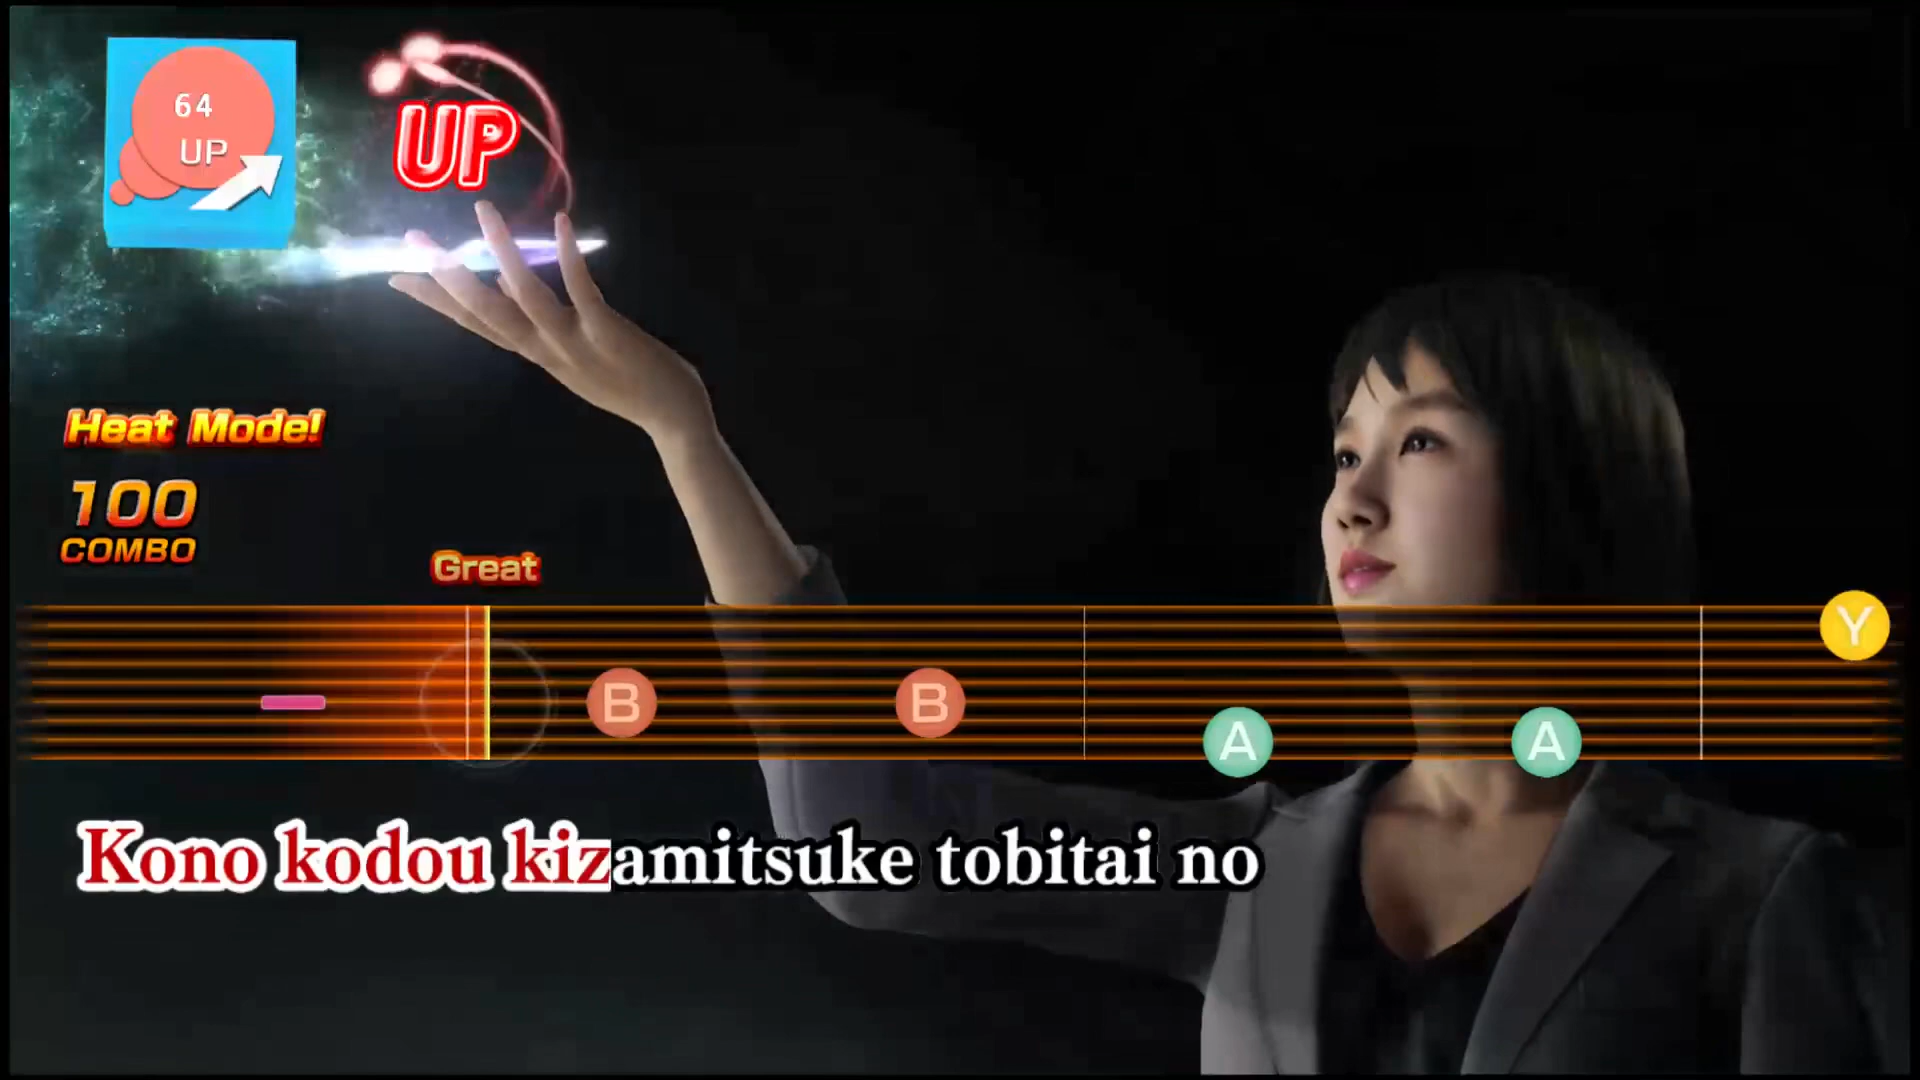 64
UP
UP
Heat Mode!
100
COMBO
Great
Y
B B
A A
Kono kodou kizamitsuke tobitai no